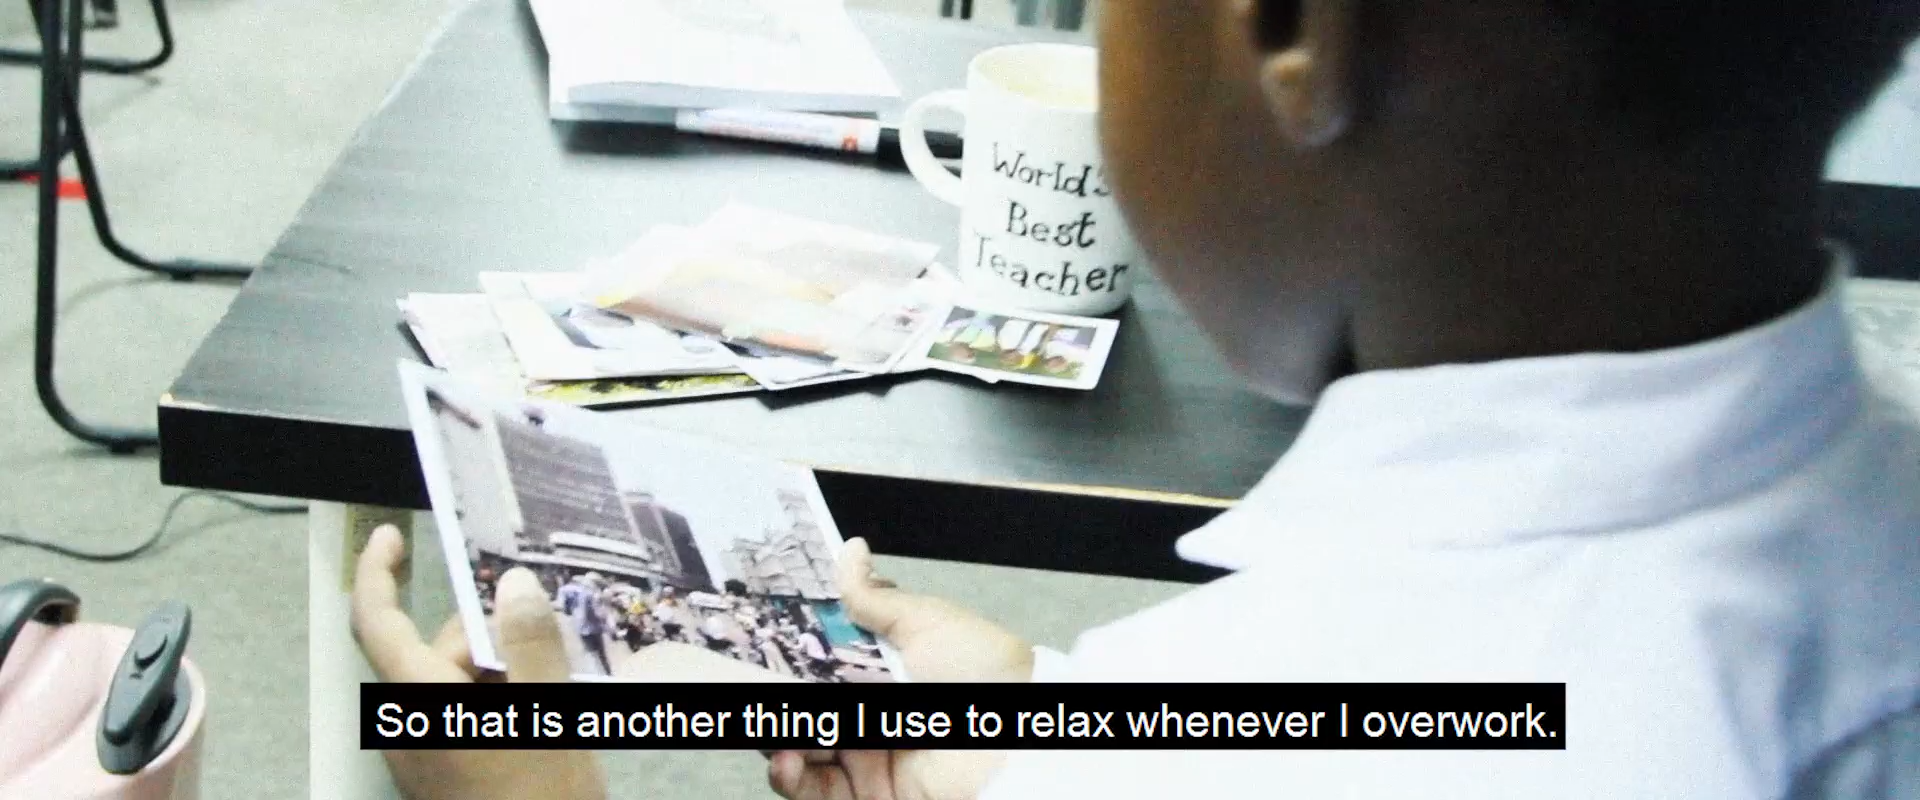 World's
Best
Teacher
So that is another thing I use to relax whenever I overwork.